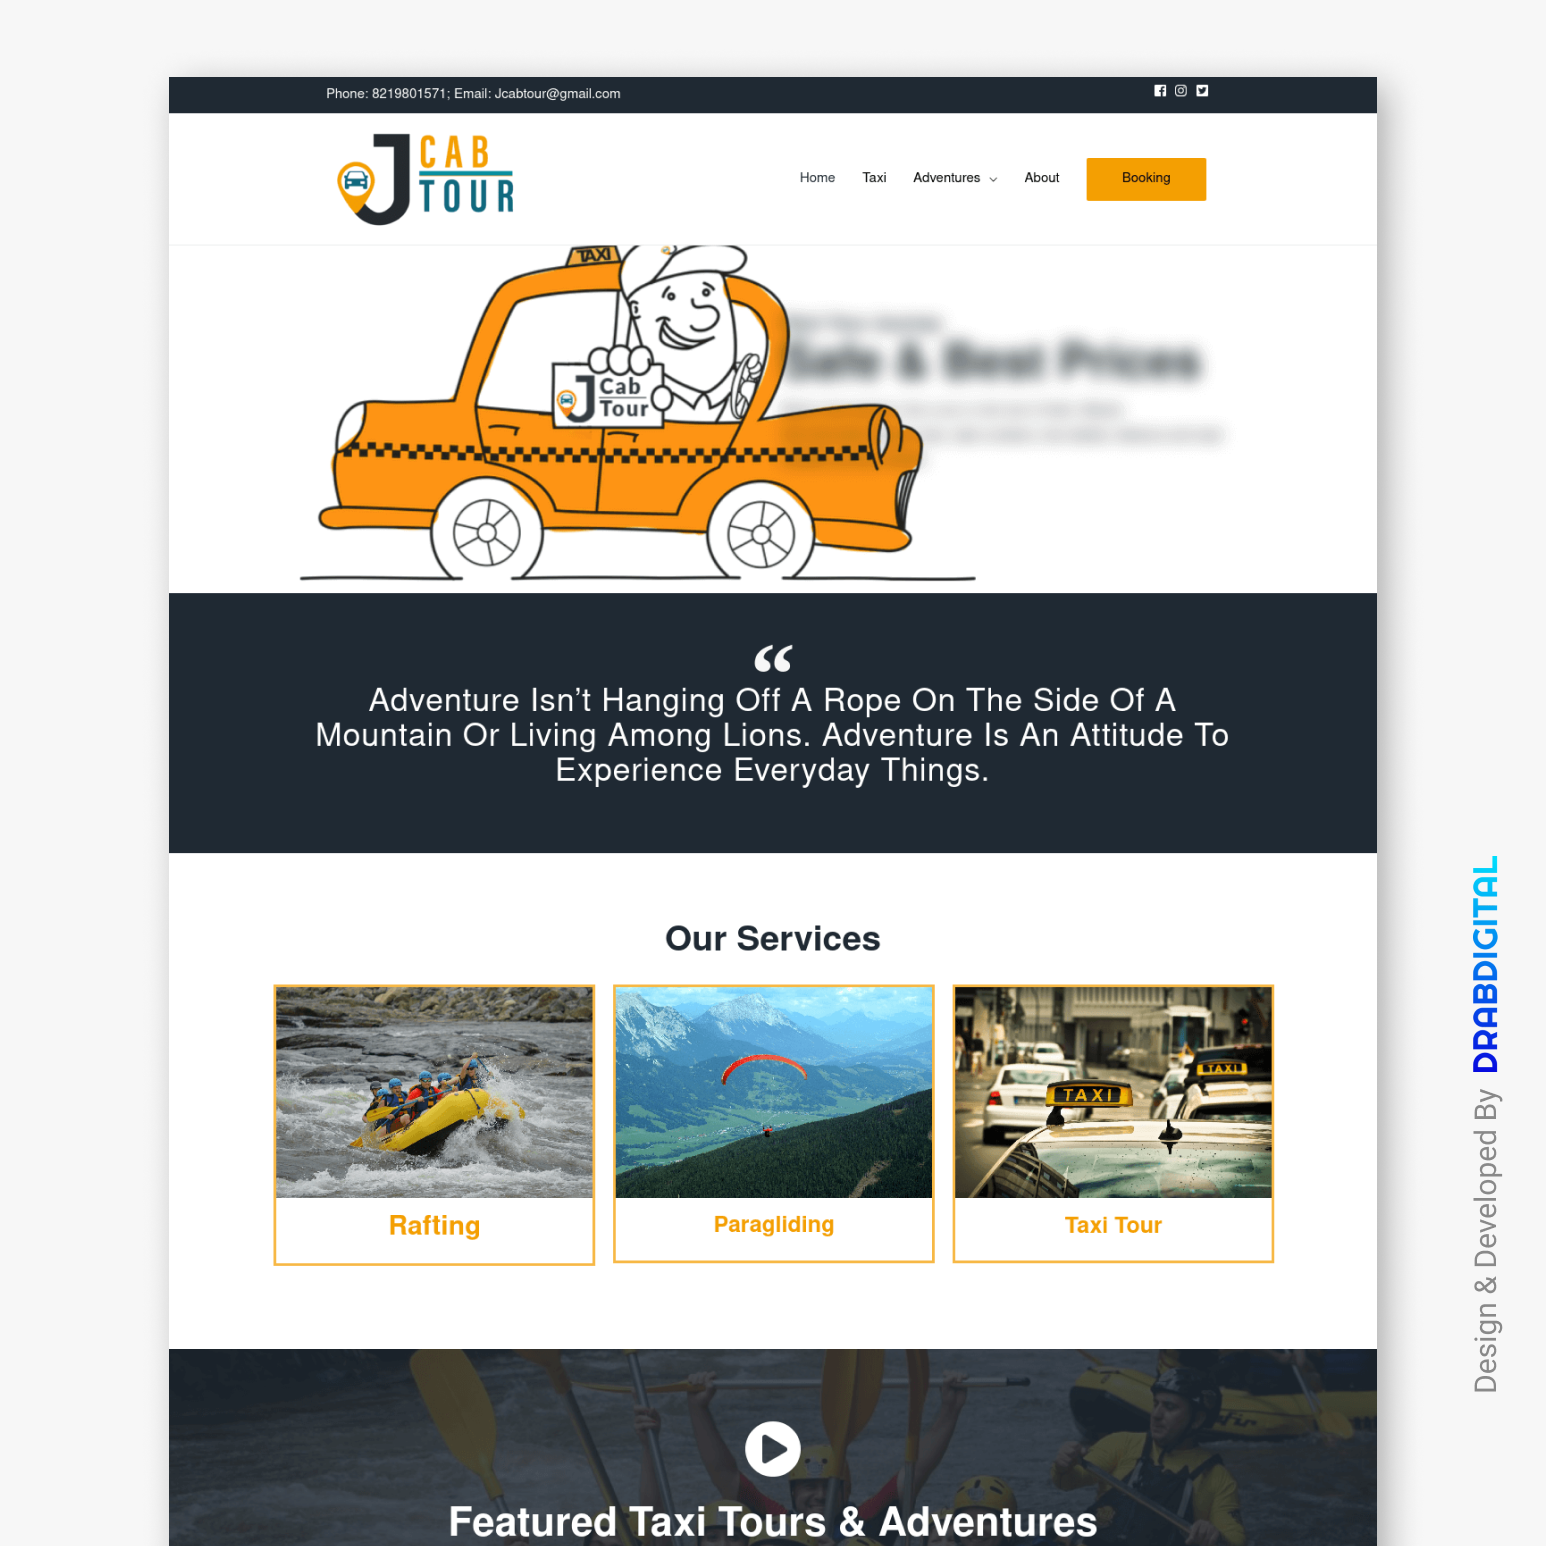 Phone: 8219801571; Email: Jcabtour@gmail.com
J CAB
TOUR
Home Taxi Adventures About Booking
TAXI
J Cab
Tour
Safe & Best Prices
“
Adventure Isn’t Hanging Off A Rope On The Side Of A
Mountain Or Living Among Lions. Adventure Is An Attitude To
Experience Everyday Things.
Our Services
TAXI
TAXI
Rafting
Paragliding
Taxi Tour
Featured Taxi Tours & Adventures
Design & Developed By DRABDIGITAL